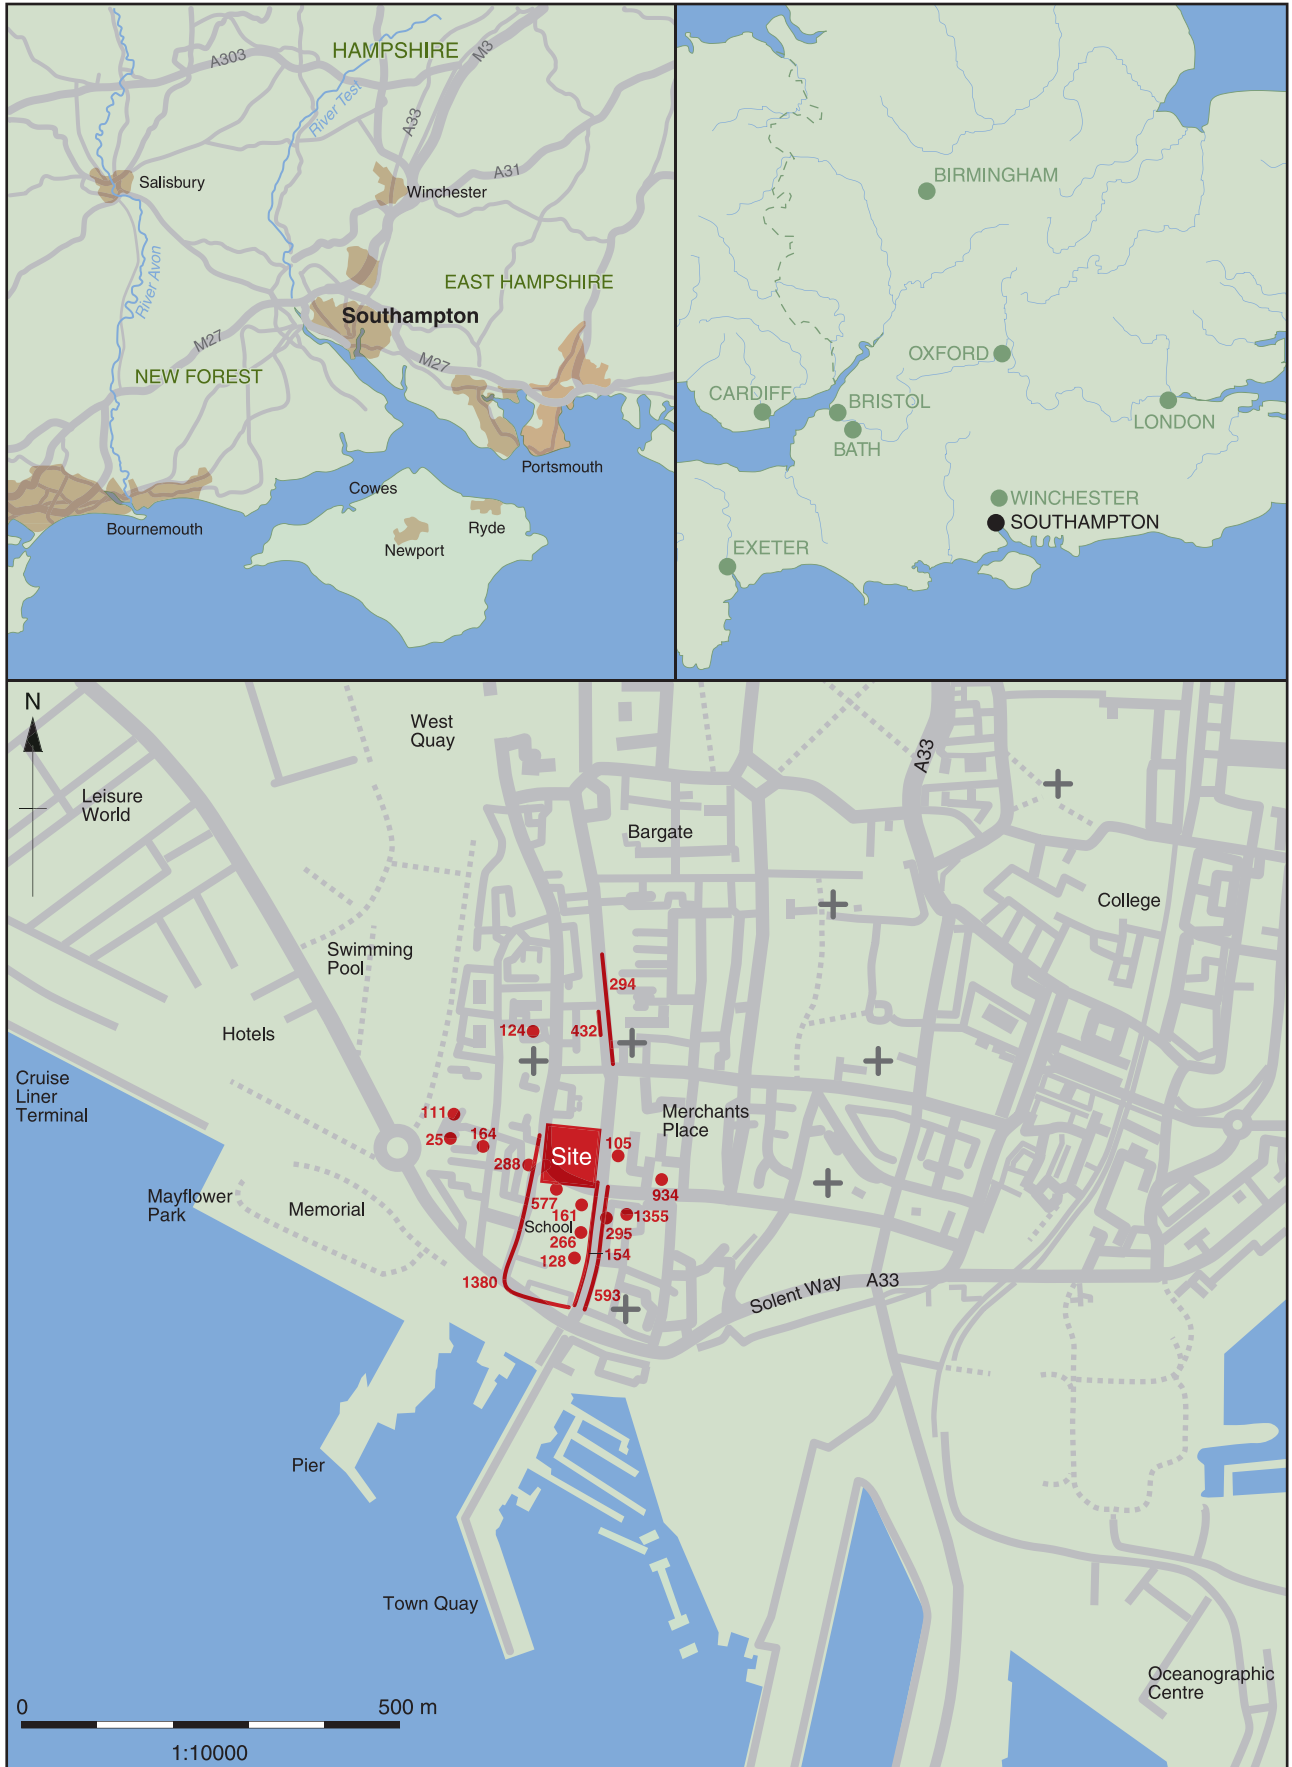 HAMPSHIRE
A303
M3
River Test
A33
A31
Salisbury
Winchester
River Avon
EAST HAMPSHIRE
Southampton
M27
M27
NEW FOREST
Portsmouth
Cowes
Ryde
Bournemouth
Newport
BIRMINGHAM
OXFORD
CARDIFF
BRISTOL
LONDON
BATH
WINCHESTER
SOUTHAMPTON
EXETER
N
West
Quay
A33
Leisure
World
Bargate
College
Swimming
Pool
294
Hotels
124
432
Cruise
Liner
Terminal
111
Merchants
Place
25
164
105
Site
288
934
Mayflower
Park
Memorial
577
161
1355
School
295
266
154
128
1380
593
Solent Way
A33
Pier
Town Quay
Oceanographic
Centre
0
500 m
1:10000